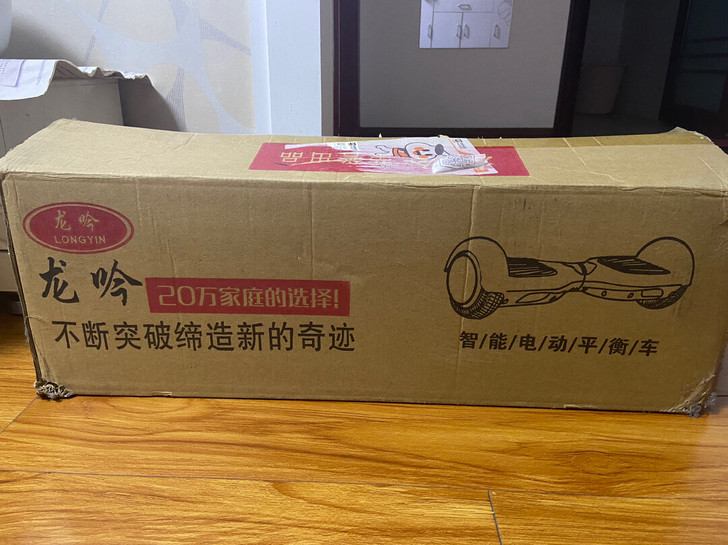 龙吟
LONGYIN
龙吟
20万家庭的选择!
不断突破缔造新的奇迹
智/能/电/动/平/衡/车